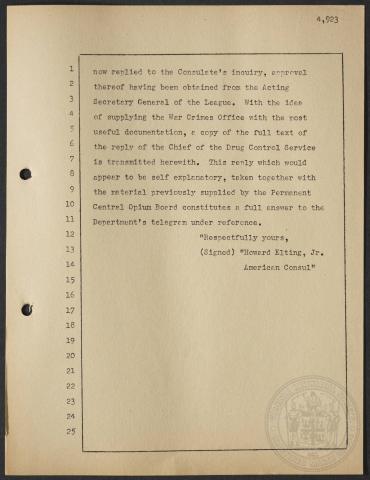 4,923
1 now replied to the Consulate's inquiry, approval
2 thereof having been obtained from the Acting
3 Secretary General of the League. With the idea
4 of supplying the War Crimes Office with the most
5 useful documentation, a copy of the full text of
6 the reply of the Chief of the Drug Control Service
7 is transmitted herewith. This reply which would
8 appear to be self explanatory, taken together with
9 the material previously supplied by the Permanent
10 Central Opium Board constitutes a full answer to the
11 Department's telegram under reference.
12 "Respectfully yours,
13 (Signed) "Howard Elting, Jr.
14 American Consul"
15
16
17
18
19
20
21
22
23
24
25